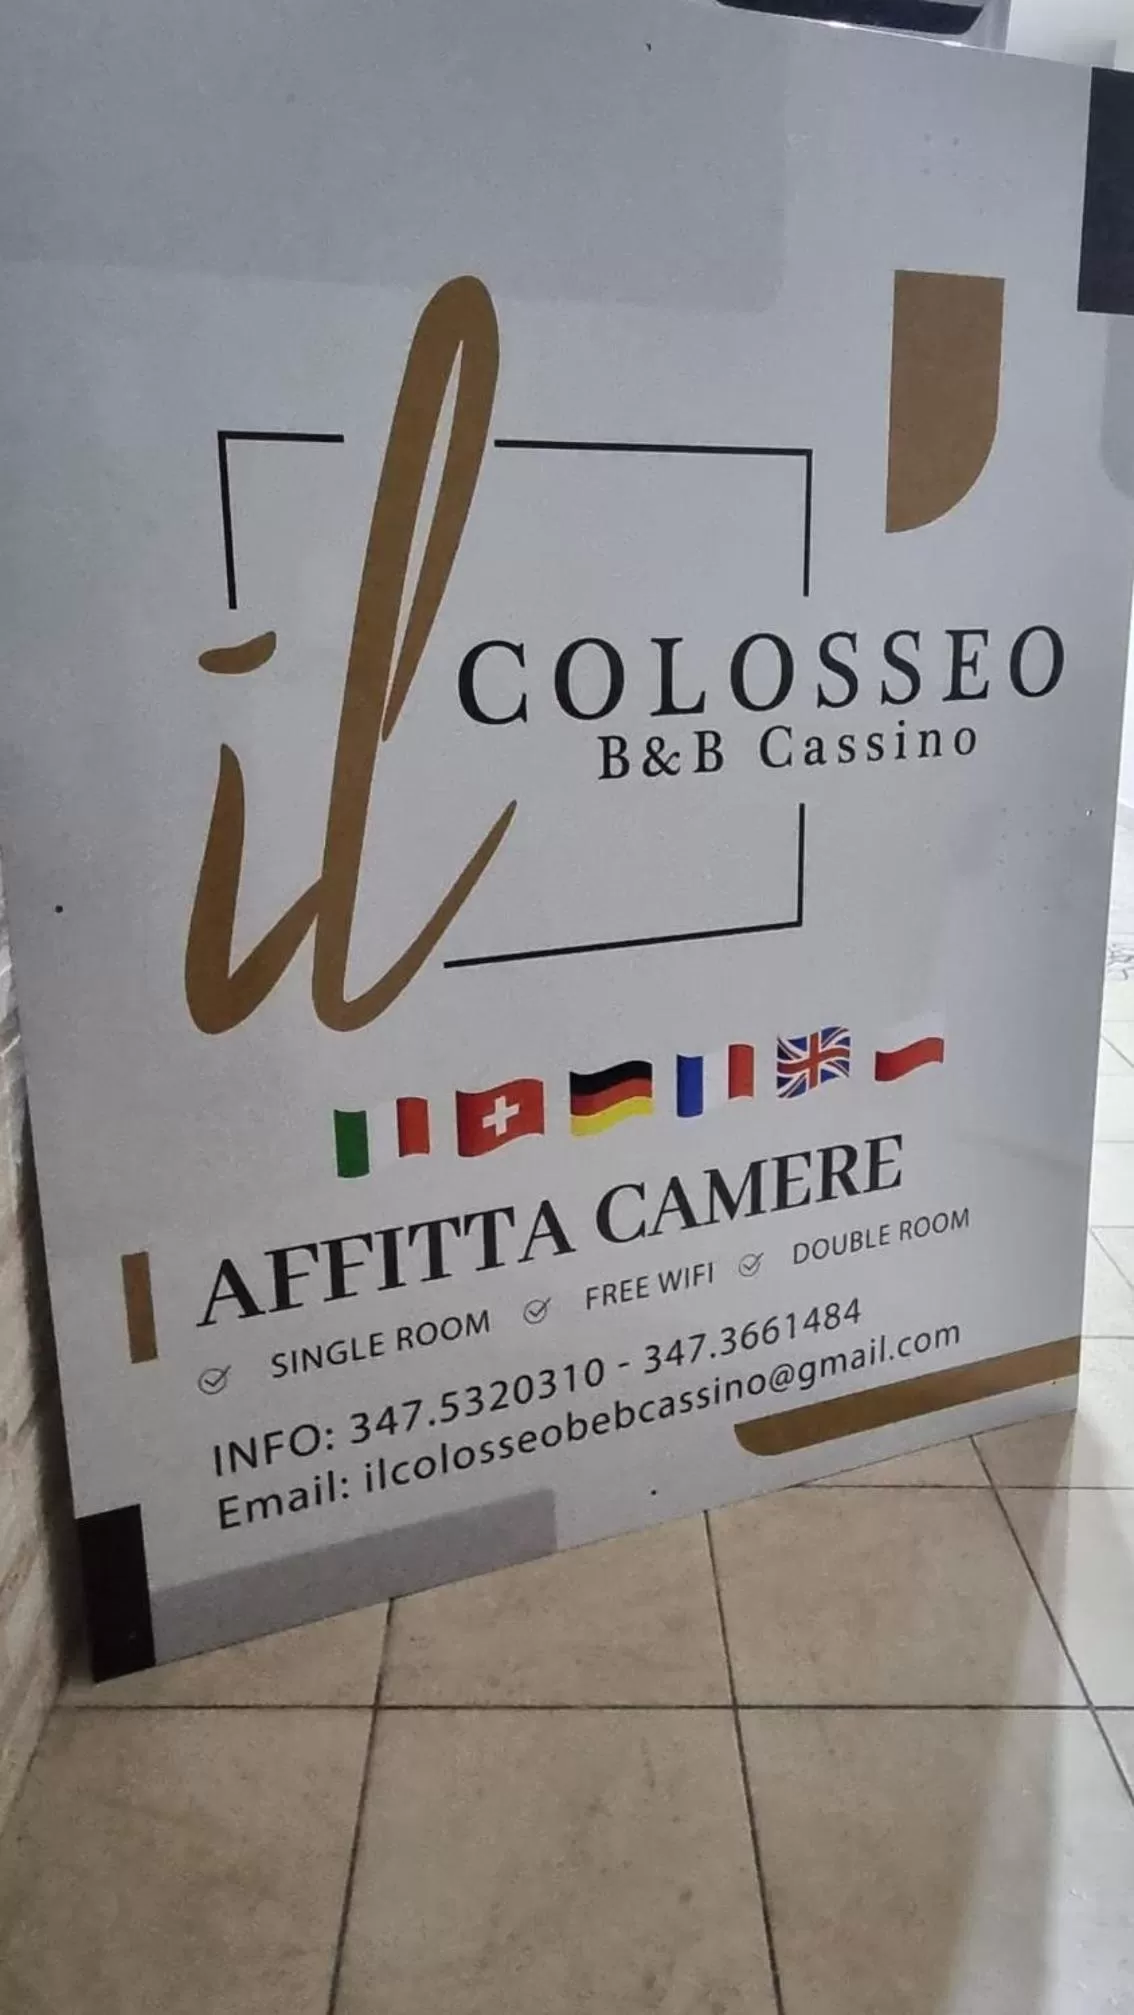 il
COLOSSEO
B&B Cassino
AFFITTA CAMERE
SINGLE ROOM FREE WIFI DOUBLE ROOM
INFO: 347.5320310 - 347.3661484
Email: ilcolosseobebcassino@gmail.com